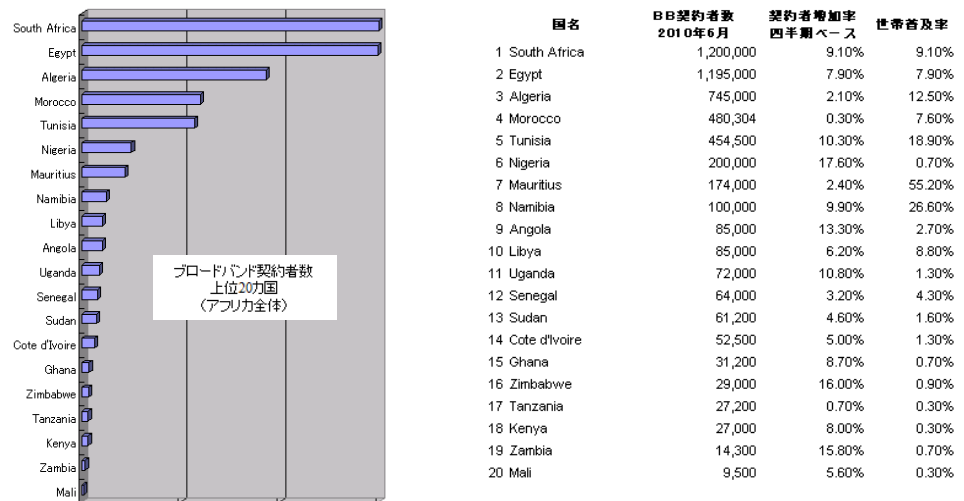 South Africa
Egypt
Algeria
Morocco
Tunisia
Nigeria
Mauritius
Namibia
Libya
Angola
Uganda
Senegal
Sudan
Cote d'Ivoire
Ghana
Zimbabwe
Tanzania
Kenya
Zambia
Mali
ブロードバンド契約者数
上位20カ国
（アフリカ全体）
国名 BB契約者数 契約者増加率 世帯普及率
2010年6月 四半期ベース
1 South Africa 1,200,000 9.10% 9.10%
2 Egypt 1,195,000 7.90% 7.90%
3 Algeria 745,000 2.10% 12.50%
4 Morocco 480,304 0.30% 7.60%
5 Tunisia 454,500 10.30% 18.90%
6 Nigeria 200,000 17.60% 0.70%
7 Mauritius 174,000 2.40% 55.20%
8 Namibia 100,000 9.90% 26.60%
9 Angola 85,000 13.30% 2.70%
10 Libya 85,000 6.20% 8.80%
11 Uganda 72,000 10.80% 1.30%
12 Senegal 64,000 3.20% 4.30%
13 Sudan 61,200 4.60% 1.60%
14 Cote d'Ivoire 52,500 5.00% 1.30%
15 Ghana 31,200 8.70% 0.70%
16 Zimbabwe 29,000 16.00% 0.90%
17 Tanzania 27,200 0.70% 0.30%
18 Kenya 27,000 8.00% 0.30%
19 Zambia 14,300 15.80% 0.70%
20 Mali 9,500 5.60% 0.30%